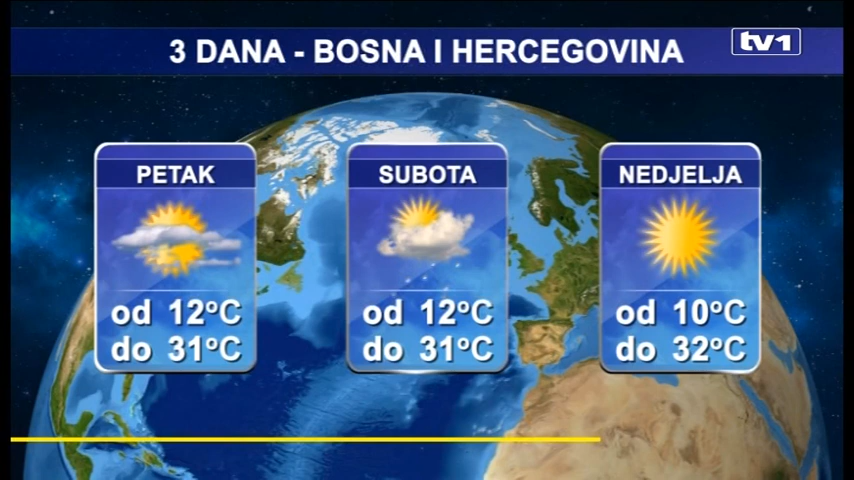 3 DANA - BOSNA I HERCEGOVINA
tv1
PETAK
od 12°C
do 31°C
SUBOTA
od 12°C
do 31°C
NEDJELJA
od 10°C
do 32°C